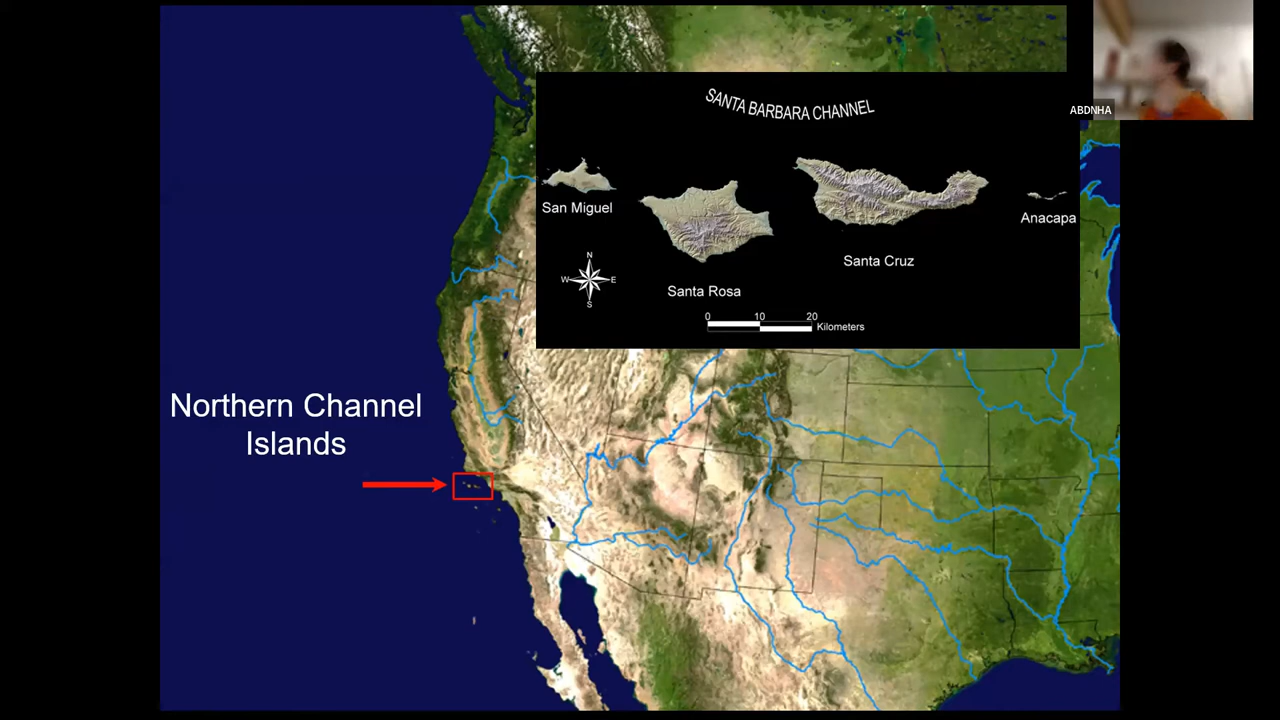 SANTA BARBARA CHANNEL
ABDNHA
San Miguel
Anacapa
Santa Cruz
N
W E
S
Santa Rosa
0 10 20
Kilometers
Northern Channel
Islands